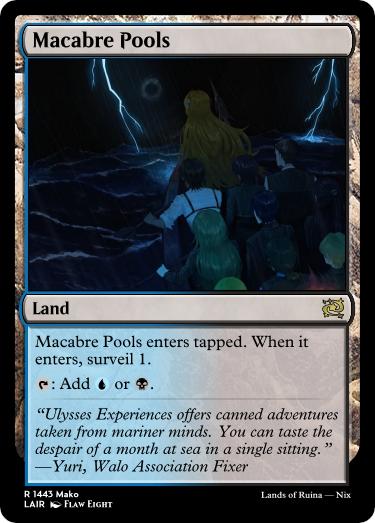 Macabre Pools
Land
Macabre Pools enters tapped. When it
enters, surveil 1.
: Add or .
“Ulysses Experiences offers canned adventures
taken from mariner minds. You can taste the
despair of a month at sea in a single sitting.”
—Yuri, Walo Association Fixer
R 1443 Mako
LAIR Flaw Eight
Lands of Ruina — Nix